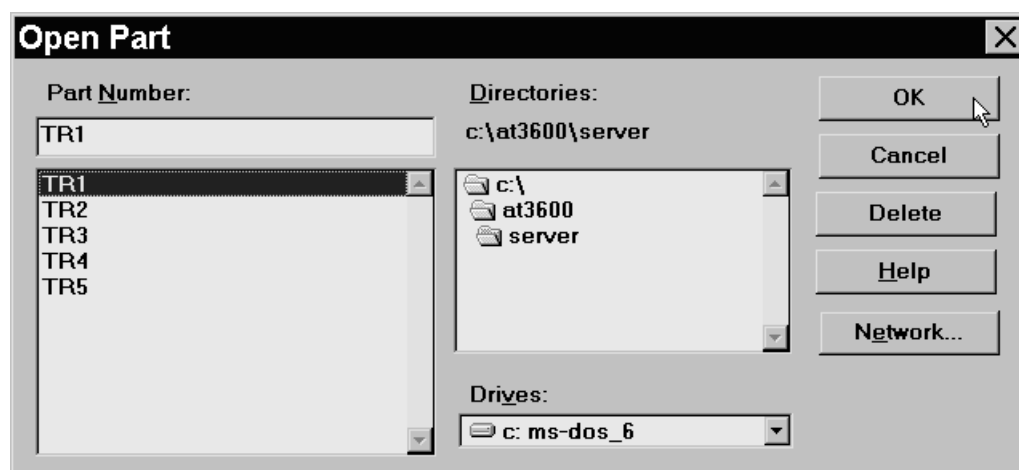 Open Part
Part Number:
TR1
TR1
TR2
TR3
TR4
TR5
Directories:
c:\at3600\server
c:\
at3600
server
Drives:
c: ms-dos_6
OK
Cancel
Delete
Help
Network...